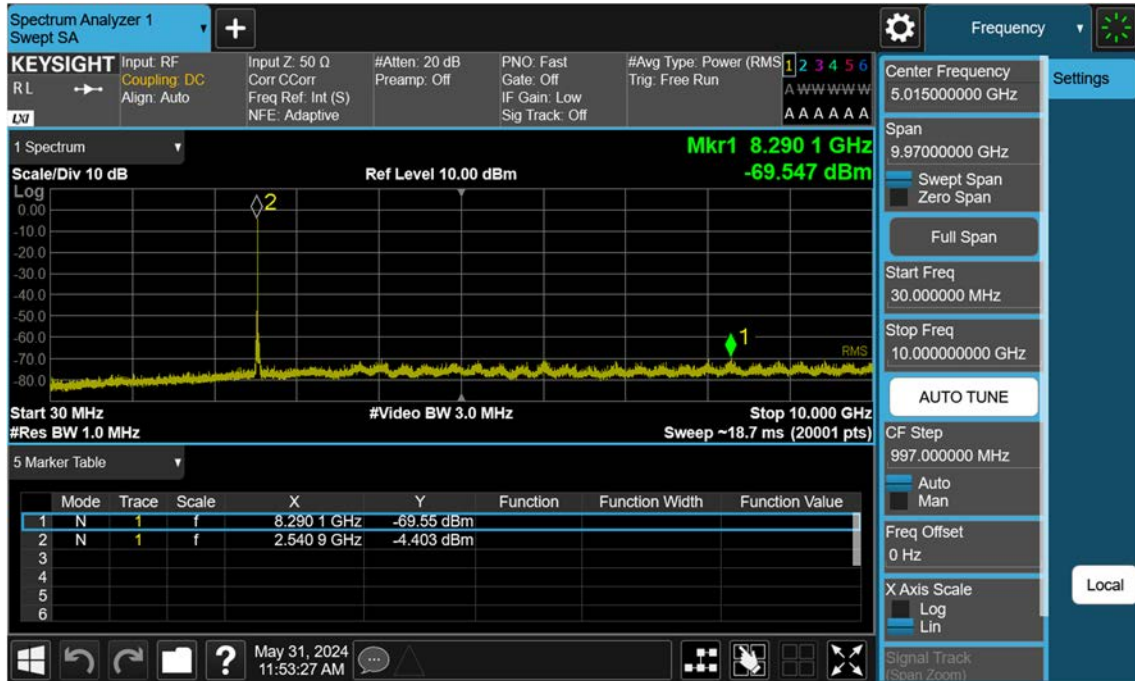 Spectrum Analyzer 1
Swept SA
Frequency
KEYSIGHT
R L
LXI
Input: RF
Coupling: DC
Align: Auto
Input Z: 50 Ω
Corr CCorr
Freq Ref: Int (S)
NFE: Adaptive
#Atten: 20 dB
Preamp: Off
PNO: Fast
Gate: Off
IF Gain: Low
Sig Track: Off
#Avg Type: Power (RMS
Trig: Free Run
1 2 3 4 5 6
A W W W W W
A A A A A A
1 Spectrum
Mkr1 8.290 1 GHz
Scale/Div 10 dB
Ref Level 10.00 dBm
-69.547 dBm
Log
0.00
-10.0
-20.0
-30.0
-40.0
-50.0
-60.0
-70.0
-80.0
2
1
RMS
Start 30 MHz
#Video BW 3.0 MHz
Stop 10.000 GHz
#Res BW 1.0 MHz
Sweep ~18.7 ms (20001 pts)
5 Marker Table
Mode Trace Scale X Y Function Function Width Function Value
1 N 1 f 8.290 1 GHz -69.55 dBm
2 N 1 f 2.540 9 GHz -4.403 dBm
3
4
5
6
?
May 31, 2024
11:53:27 AM
Center Frequency
5.015000000 GHz
Span
9.97000000 GHz
Swept Span
Zero Span
Full Span
Start Freq
30.000000 MHz
Stop Freq
10.000000000 GHz
AUTO TUNE
CF Step
997.000000 MHz
Auto
Man
Freq Offset
0 Hz
X Axis Scale
Log
Lin
Signal Track
(Span Zoom)
Settings
Local